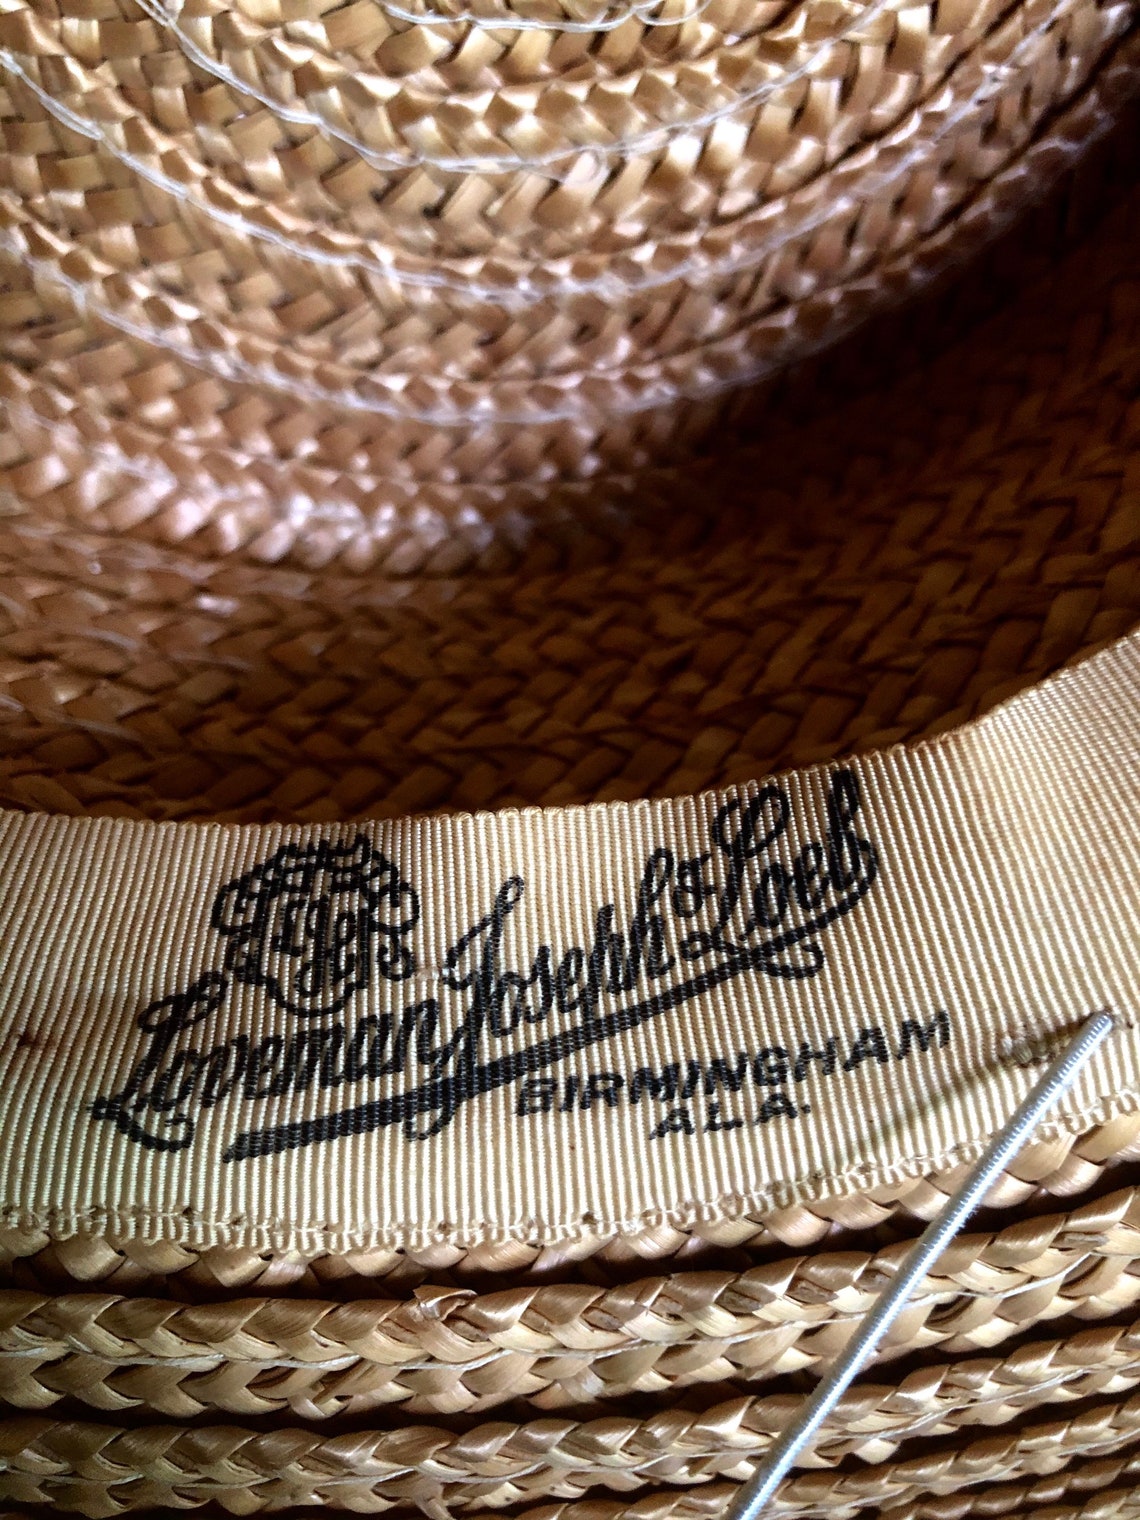 Loveman, Joseph & Loeb
BIRMINGHAM
ALA.